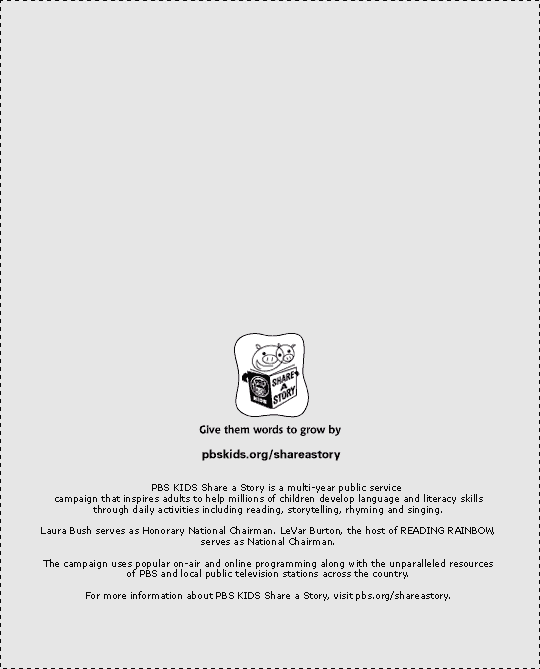 SHARE
A
STORY
Give them words to grow by
pbskids.org/shareastory
PBS KIDS Share a Story is a multi-year public service
campaign that inspires adults to help millions of children develop language and literacy skills
through daily activities including reading, storytelling, rhyming and singing.
Laura Bush serves as Honorary National Chairman. LeVar Burton, the host of READING RAINBOW,
serves as National Chairman.
The campaign uses popular on-air and online programming along with the unparalleled resources
of PBS and local public television stations across the country.
For more information about PBS KIDS Share a Story, visit pbs.org/shareastory.